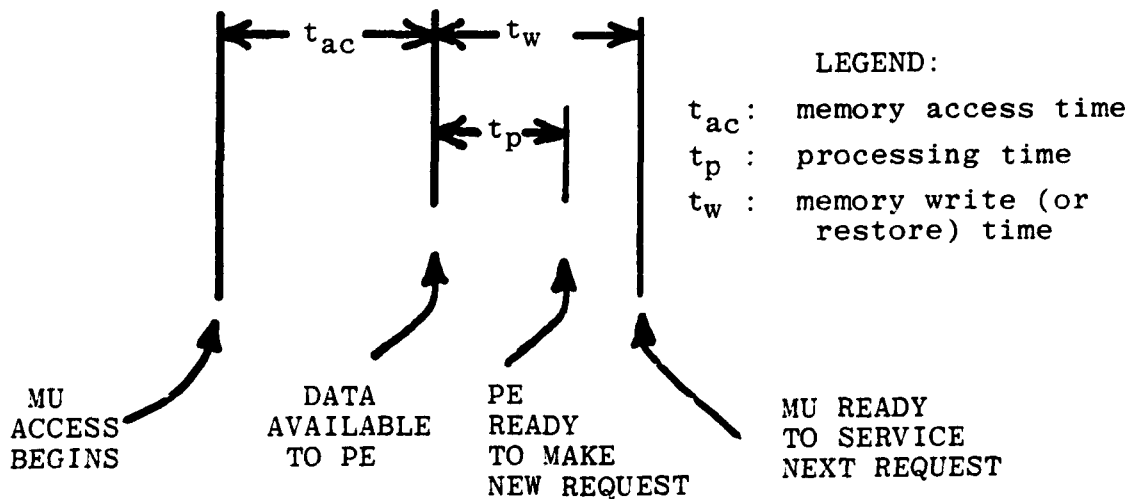 t_ac
t_w
t_p
LEGEND:
t_ac: memory access time
t_p : processing time
t_w : memory write (or
restore) time
MU
ACCESS
BEGINS
DATA
AVAILABLE
TO PE
PE
READY
TO MAKE
NEW REQUEST
MU READY
TO SERVICE
NEXT REQUEST